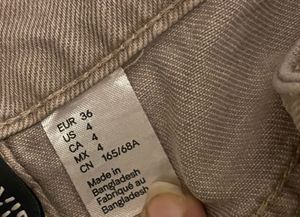 EUR 36
US 4
CA 4
MX 4
CN 165/68A
Made in
Bangladesh
Fabriqué au
Bangladesh